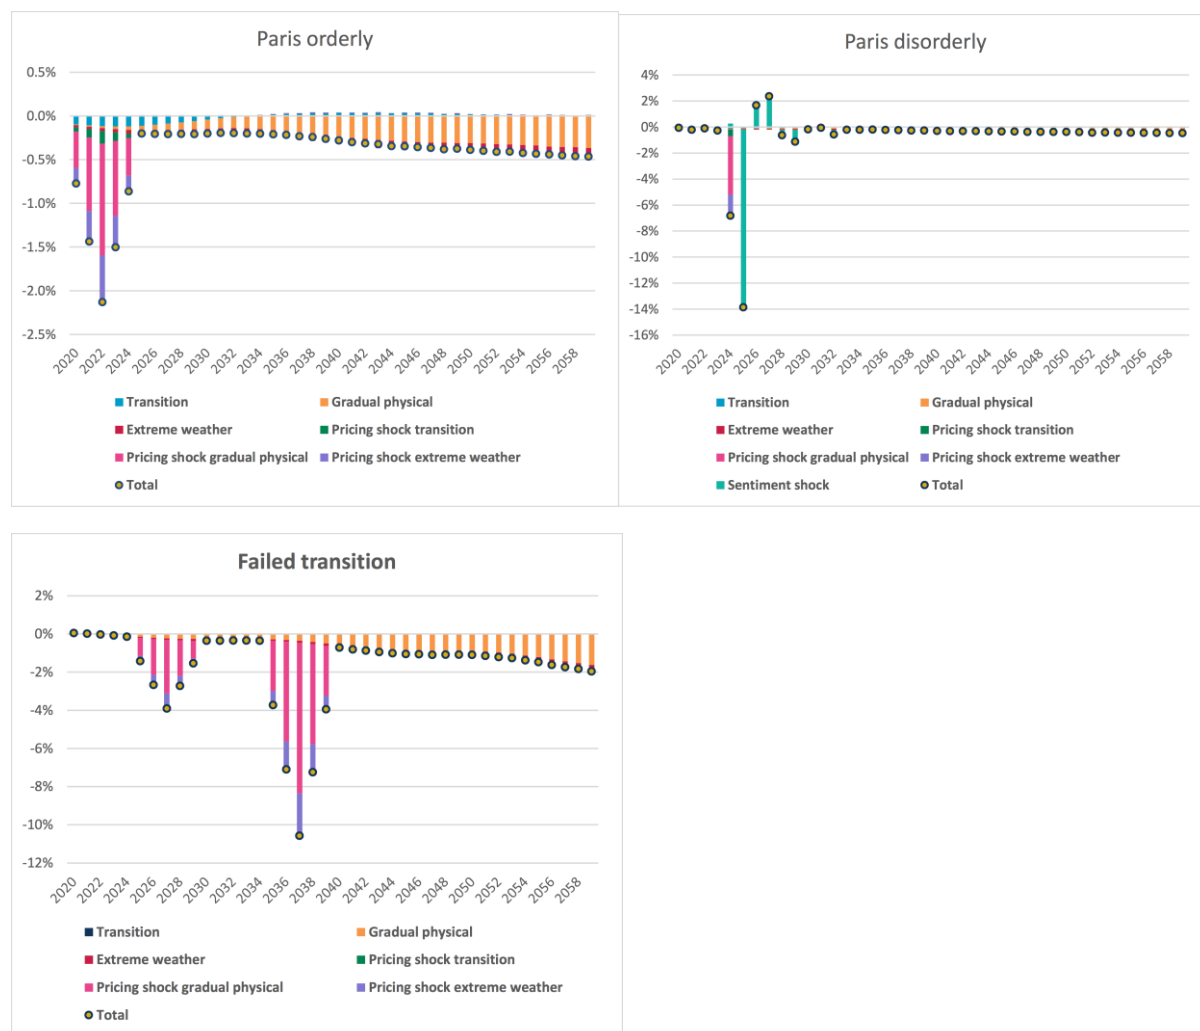 Paris orderly
0.5%
0.0%
-0.5%
-1.0%
-1.5%
-2.0%
-2.5%
2020 2022 2024 2026 2028 2030 2032 2034 2036 2038 2040 2042 2044 2046 2048 2050 2052 2054 2056 2058
Transition Gradual physical
Extreme weather Pricing shock transition
Pricing shock gradual physical Pricing shock extreme weather
Total
Paris disorderly
4%
2%
0%
-2%
-4%
-6%
-8%
-10%
-12%
-14%
-16%
2020 2022 2024 2026 2028 2030 2032 2034 2036 2038 2040 2042 2044 2046 2048 2050 2052 2054 2056 2058
Transition Gradual physical
Extreme weather Pricing shock transition
Pricing shock gradual physical Pricing shock extreme weather
Sentiment shock Total
Failed transition
2%
0%
-2%
-4%
-6%
-8%
-10%
-12%
2020 2022 2024 2026 2028 2030 2032 2034 2036 2038 2040 2042 2044 2046 2048 2050 2052 2054 2056 2058
Transition Gradual physical
Extreme weather Pricing shock transition
Pricing shock gradual physical Pricing shock extreme weather
Total